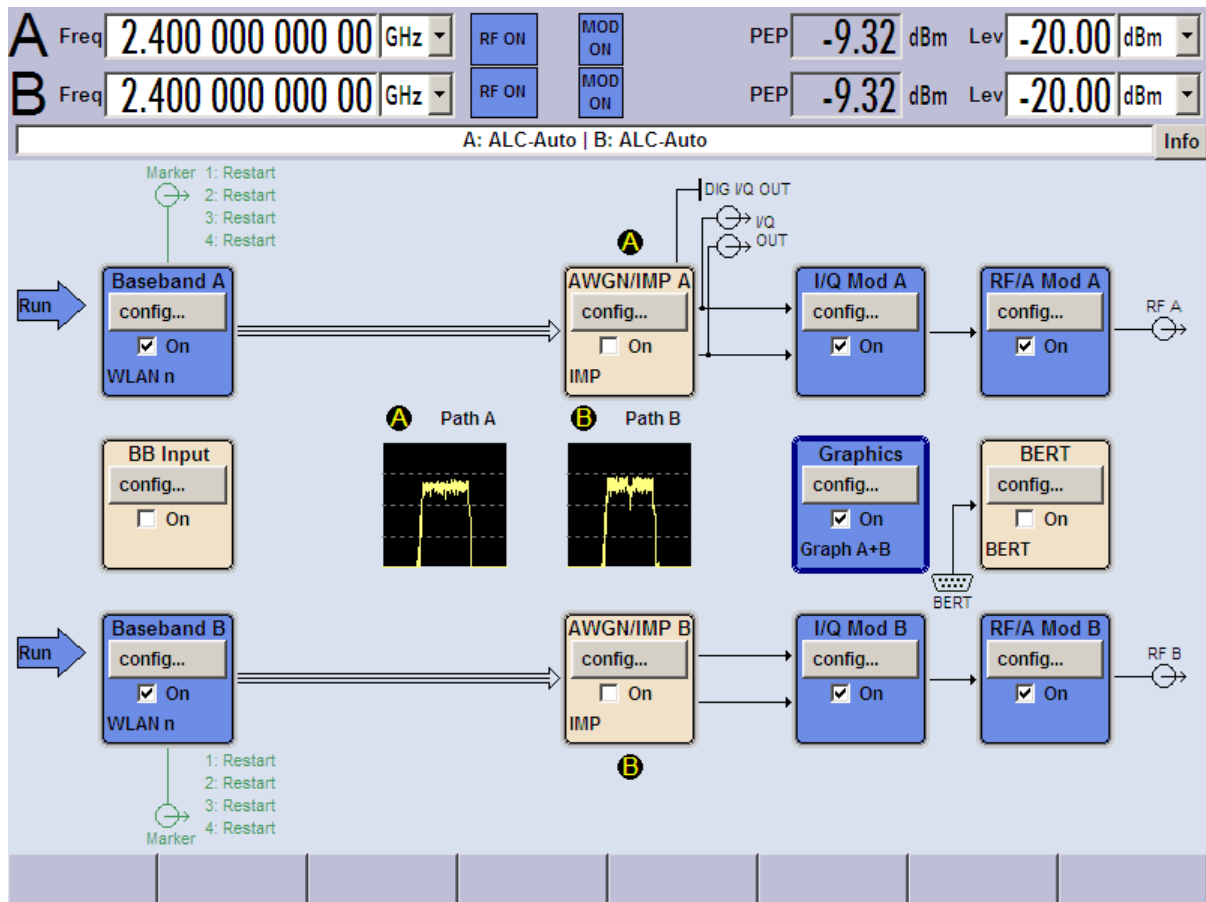 A Freq 2.400 000 000 00 GHz RF ON MOD ON PEP -9.32 dBm Lev -20.00 dBm
B Freq 2.400 000 000 00 GHz RF ON MOD ON PEP -9.32 dBm Lev -20.00 dBm
A: ALC-Auto | B: ALC-Auto Info
Marker 1: Restart
2: Restart
3: Restart
4: Restart
DIG I/Q OUT
I/Q
OUT
A
Run
Baseband A
config...
On
WLAN n
AWGN/IMP A
config...
On
IMP
I/Q Mod A
config...
On
RF/A Mod A
config...
On
RF A
A Path A
B Path B
BB Input
config...
On
Graphics
config...
On
Graph A+B
BERT
config...
On
BERT
BERT
Run
Baseband B
config...
On
WLAN n
AWGN/IMP B
config...
On
IMP
I/Q Mod B
config...
On
RF/A Mod B
config...
On
RF B
B
1: Restart
2: Restart
3: Restart
4: Restart
Marker